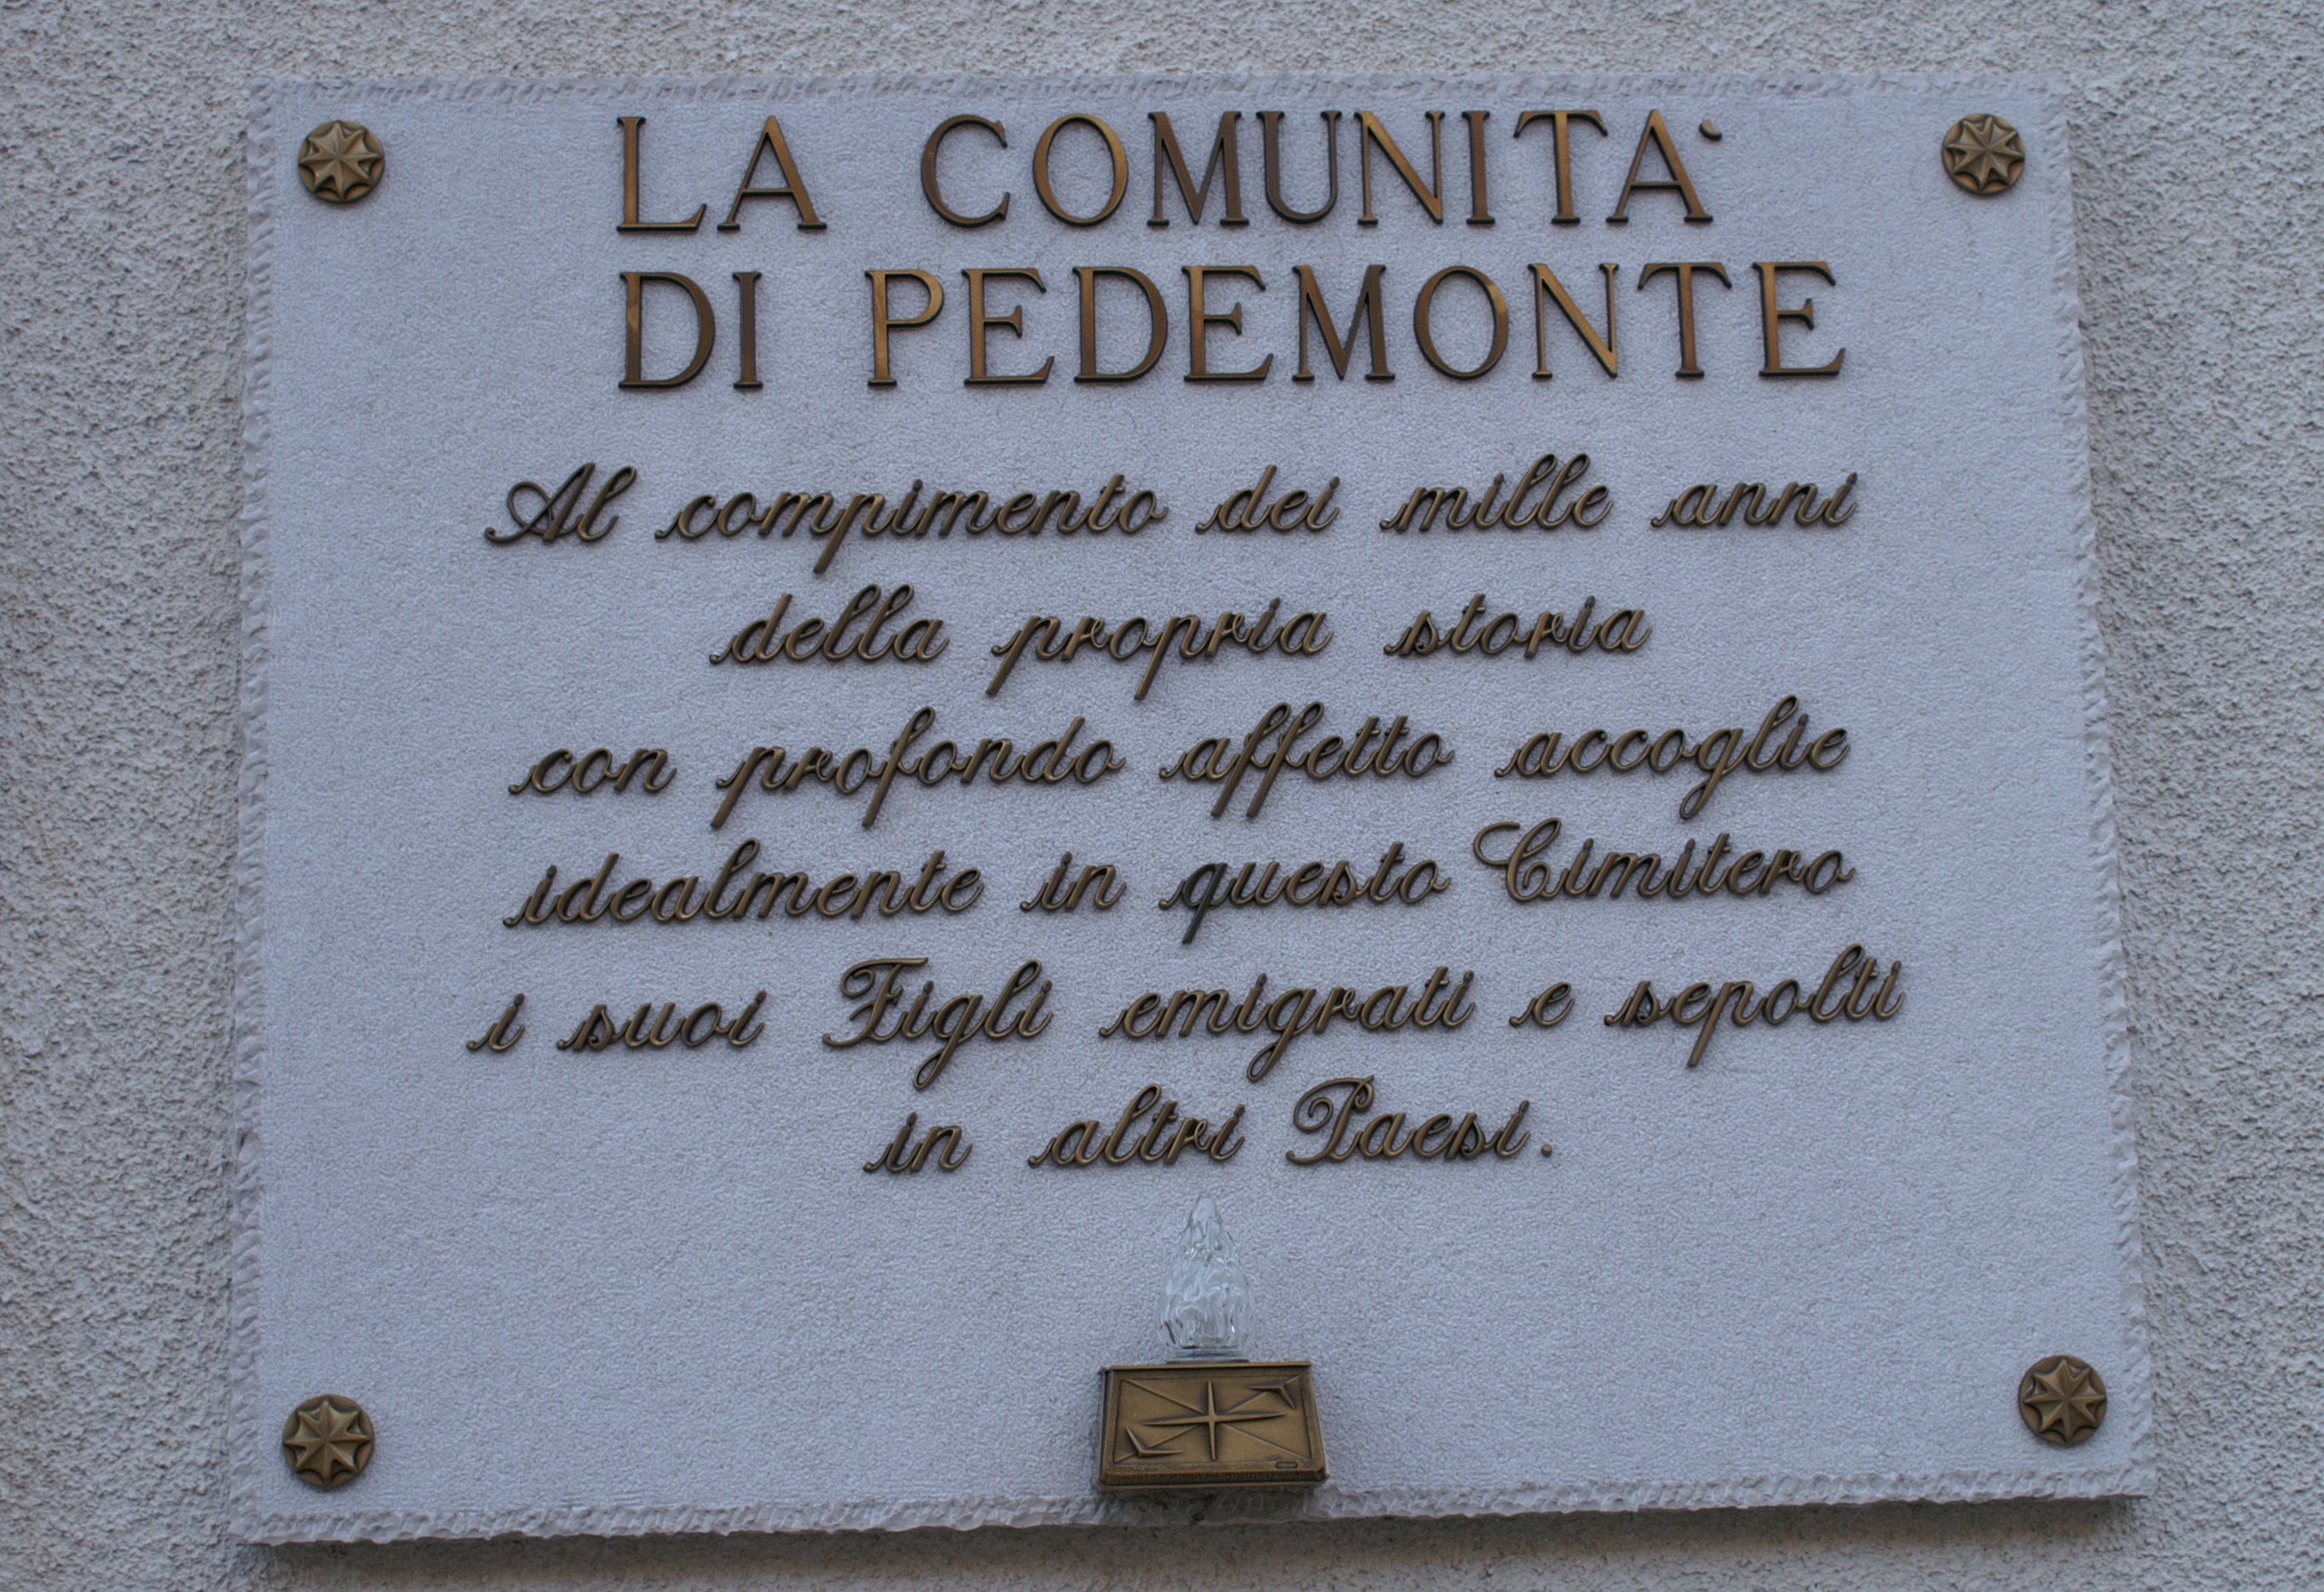 LA COMUNITA'
DI PEDEMONTE
Al compimento dei mille anni
della propria storia
con profondo affetto accoglie
idealmente in questo Cimitero
i suoi Figli emigrati e sepolti
in altri Paesi.